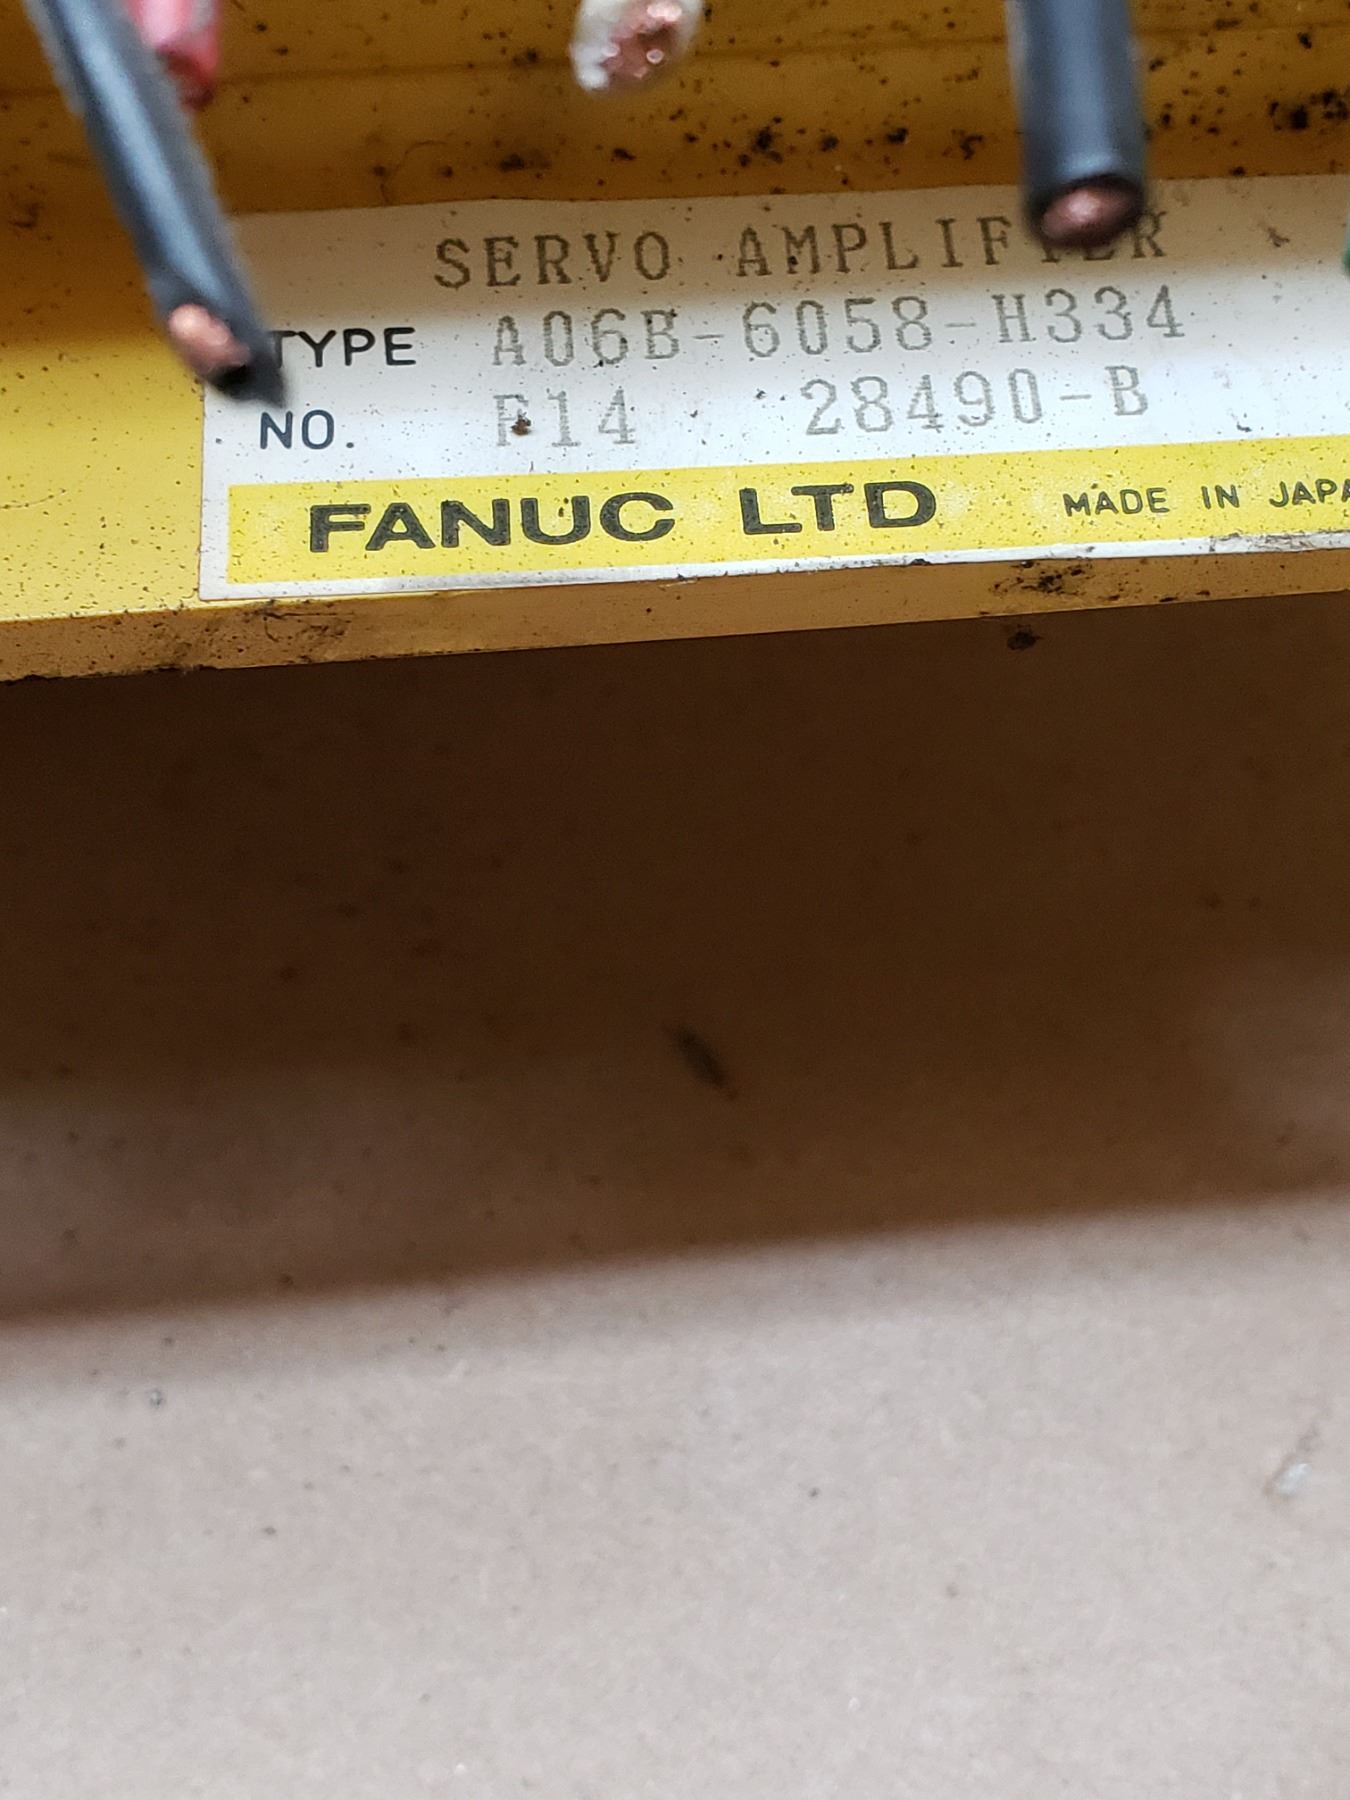 SERVO AMPLIFIER
TYPE A06B-6058-H334
NO. F14 28490-B
FANUC LTD MADE IN JAPA